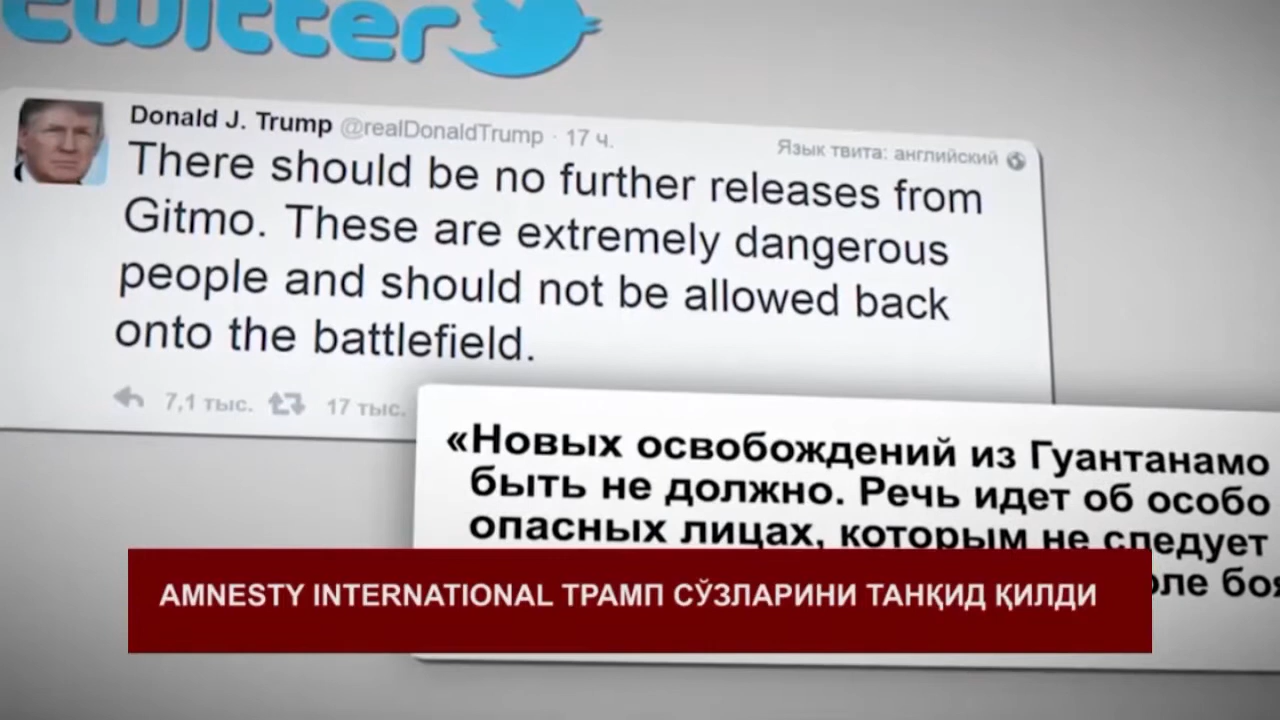 twitter
Donald J. Trump @realDonaldTrump · 17 ч.
Язык твита: английский
There should be no further releases from
Gitmo. These are extremely dangerous
people and should not be allowed back
onto the battlefield.
7,1 тыс. 17 тыс.
«Новых освобождений из Гуантанамо
быть не должно. Речь идет об особо
опасных лицах, которым не следует
AMNESTY INTERNATIONAL ТРАМП СЎЗЛАРИНИ ТАНҚИД ҚИЛДИ